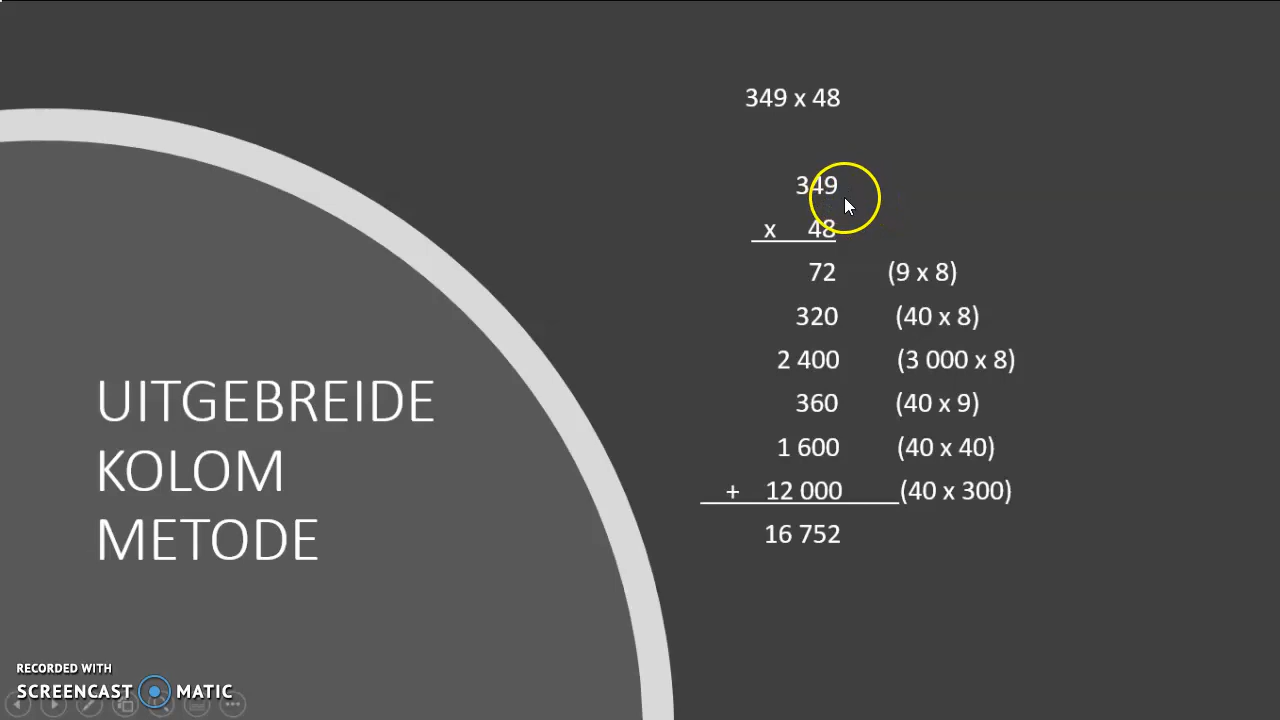 UITGEBREIDE
KOLOM
METODE
349 x 48
349
x 48
72 (9 x 8)
320 (40 x 8)
2 400 (3 000 x 8)
360 (40 x 9)
1 600 (40 x 40)
+ 12 000 (40 x 300)
16 752
RECORDED WITH
SCREENCAST MATIC